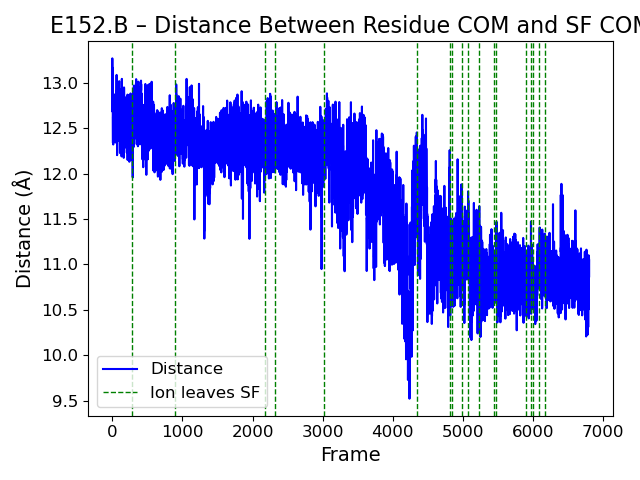 E152.B – Distance Between Residue COM and SF COM
Distance (Å)
13.0
12.5
12.0
11.5
11.0
10.5
10.0
9.5
Distance
Ion leaves SF
0 1000 2000 3000 4000 5000 6000 7000
Frame